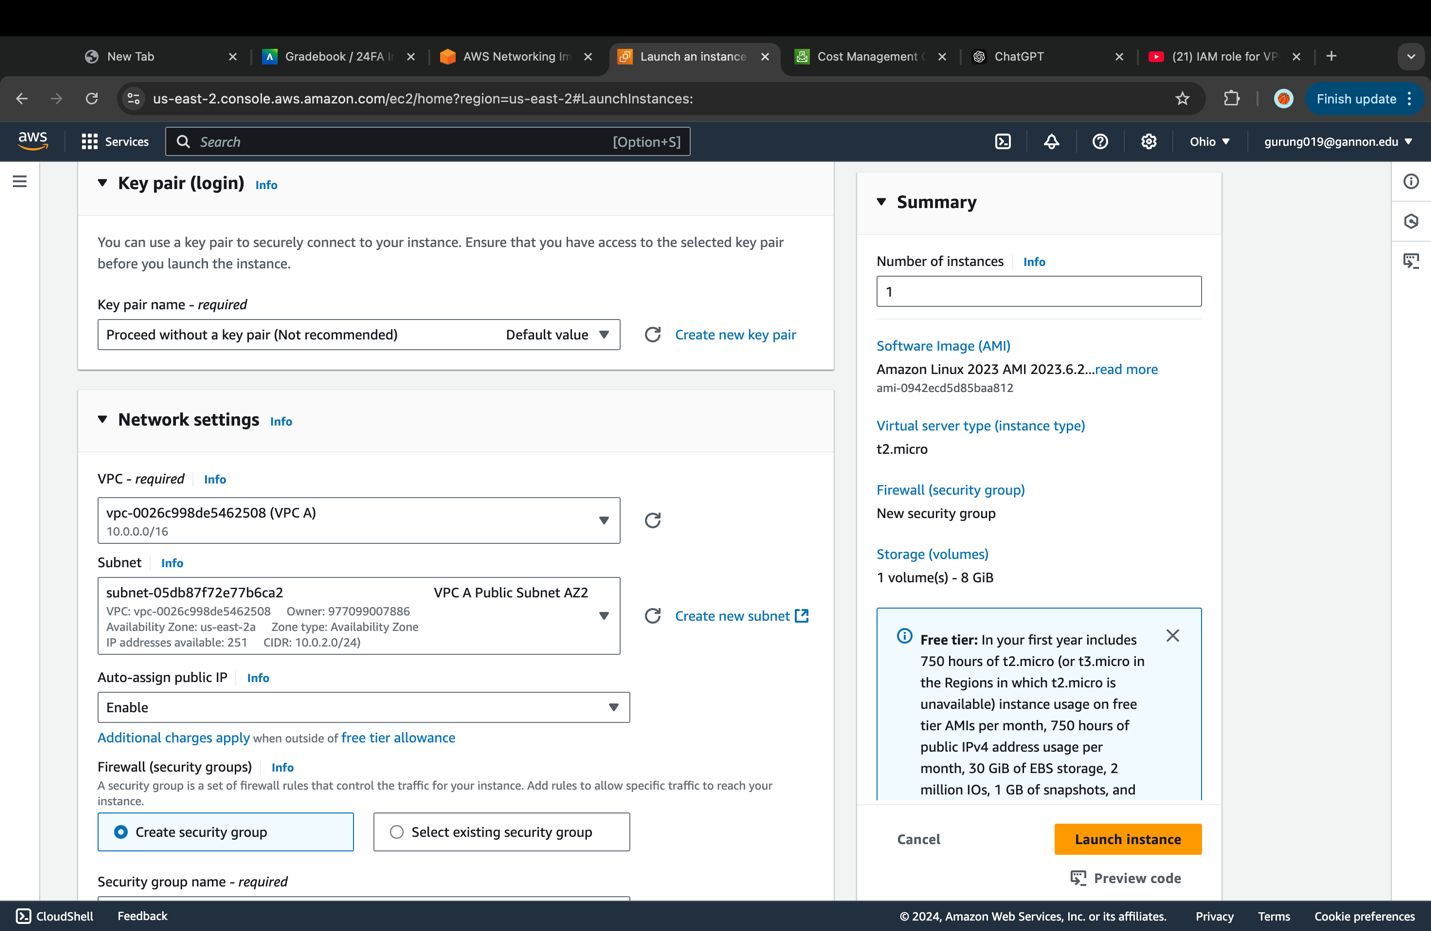 New Tab
Gradebook / 24FA I
AWS Networking Im
Launch an instance
Cost Management
ChatGPT
(21) IAM role for VP
us-east-2.console.aws.amazon.com/ec2/home?region=us-east-2#LaunchInstances:
Finish update
aws
Services
Search
[Option+S]
Ohio
gurung019@gannon.edu
Key pair (login) Info
You can use a key pair to securely connect to your instance. Ensure that you have access to the selected key pair
before you launch the instance.
Key pair name - required
Proceed without a key pair (Not recommended) Default value
Create new key pair
Network settings Info
VPC - required Info
vpc-0026c998de5462508 (VPC A)
10.0.0.0/16
Subnet Info
subnet-05db87f72e77b6ca2 VPC A Public Subnet AZ2
VPC: vpc-0026c998de5462508 Owner: 977099007886
Availability Zone: us-east-2a Zone type: Availability Zone
IP addresses available: 251 CIDR: 10.0.2.0/24)
Create new subnet
Auto-assign public IP Info
Enable
Additional charges apply when outside of free tier allowance
Firewall (security groups) Info
A security group is a set of firewall rules that control the traffic for your instance. Add rules to allow specific traffic to reach your
instance.
Create security group
Select existing security group
Security group name - required
Summary
Number of instances Info
1
Software Image (AMI)
Amazon Linux 2023 AMI 2023.6.2...read more
ami-0942ecd5d85baa812
Virtual server type (instance type)
t2.micro
Firewall (security group)
New security group
Storage (volumes)
1 volume(s) - 8 GiB
Free tier: In your first year includes
750 hours of t2.micro (or t3.micro in
the Regions in which t2.micro is
unavailable) instance usage on free
tier AMIs per month, 750 hours of
public IPv4 address usage per
month, 30 GiB of EBS storage, 2
million IOs, 1 GB of snapshots, and
Cancel
Launch instance
Preview code
CloudShell
Feedback
© 2024, Amazon Web Services, Inc. or its affiliates.
Privacy
Terms
Cookie preferences